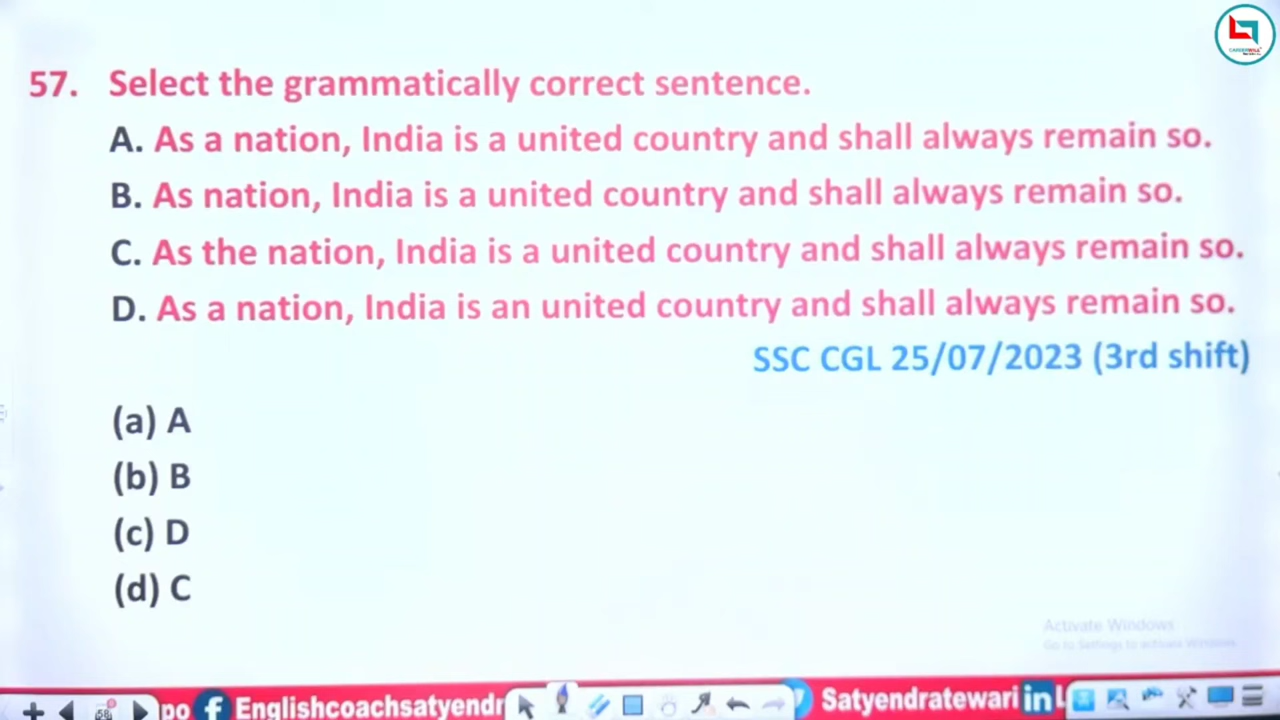 57. Select the grammatically correct sentence.
A. As a nation, India is a united country and shall always remain so.
B. As nation, India is a united country and shall always remain so.
C. As the nation, India is a united country and shall always remain so.
D. As a nation, India is an united country and shall always remain so.
SSC CGL 25/07/2023 (3rd shift)
(a) A
(b) B
(c) D
(d) C
Activate Windows
Go to Settings to activate Windows.
58
po Englishcoachsatyendr Satyendratewari in L